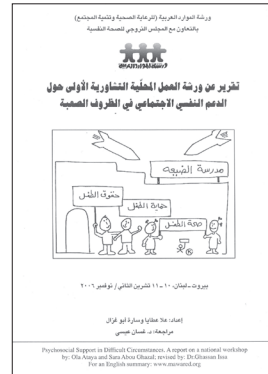 ورشة الموارد العربية (للرعاية الصحية وتنمية المجتمع)
بالتعاون مع المجلس النروجي للصحة النفسية
تقرير عن ورشة العمل المحلية التشاورية الأولى حول
الدعم النفسي الاجتماعي في الظروف الصعبة
مدرسة الضيعة
حقوق الطفل
حماية الطفل
صحة الطفل
بيروت - لبنان، ١٠ - ١١ تشرين الثاني / نوفمبر ٢٠٠٦
إعداد: علا عطايا وسارة أبو غزال
مراجعة: د. غسان عيسى
Psychosocial Support in Difficult Circumstances. A report on a national workshop
by: Ola Ataya and Sara Abou Ghazal; revised by: Dr.Ghassan Issa
For an English summary: www.mawared.org